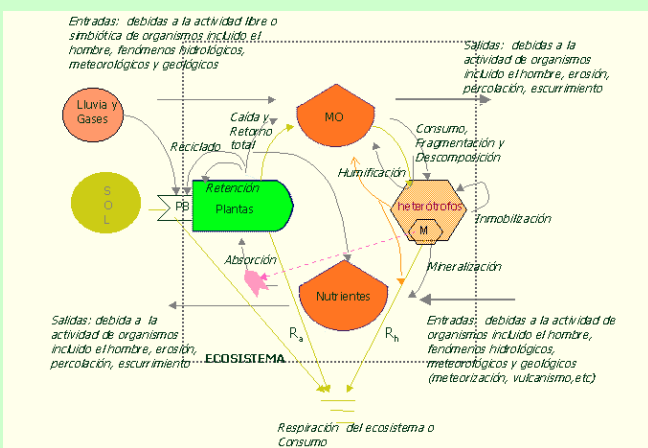 Entradas: debidas a la actividad libre o
simbiótica de organismos incluido el
hombre, fenómenos hidrológicos,
meteorológicos y geológicos
Salidas: debidas a la
actividad de organismos
incluido el hombre, erosión,
percolación, escurrimiento
Lluvia y
Gases
Caída y
Retorno
total
MO
Reciclado
Consumo,
Fragmentación y
Descomposición
Humificación
Retención
S
O
L
PB
Plantas
heterótrofos
M
Inmobilización
Absorción
Mineralización
Nutrientes
Salidas: debida a la
actividad de organismos
incluido el hombre, erosión,
percolación, escurrimiento
ECOSISTEMA
Ra
Rh
Entradas: debidas a la actividad de
organismos incluido el hombre,
fenómenos hidrológicos,
meteorológicos y geológicos
(meteorización, vulcanismo,etc)
Respiración del ecosistema o
Consumo